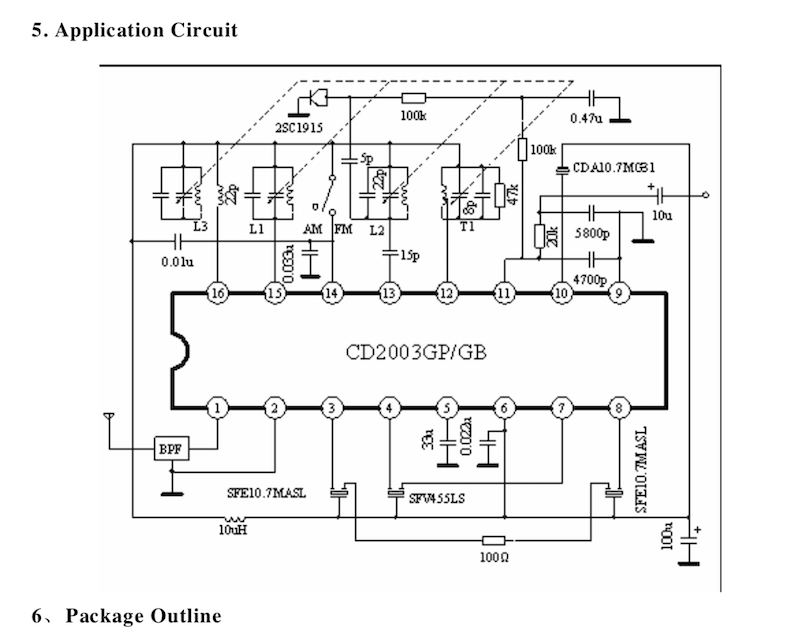 5. Application Circuit
2SC1915
100k
0.47u
5p
100k
CDA10.7MG31
22p
22p
8p
47k
+
10u
L3
L1
AM FM
L2
T1
20k
5800p
0.01u
0.033u
15p
4700p
16 15 14 13 12 11 10 9
CD2003GP/GB
1 2 3 4 5 6 7 8
BPF
33u
0.022u
SFE10.7MASL
SFE10.7MASL
SFV455LS
10uH
100Ω
100u
+
6、Package Outline